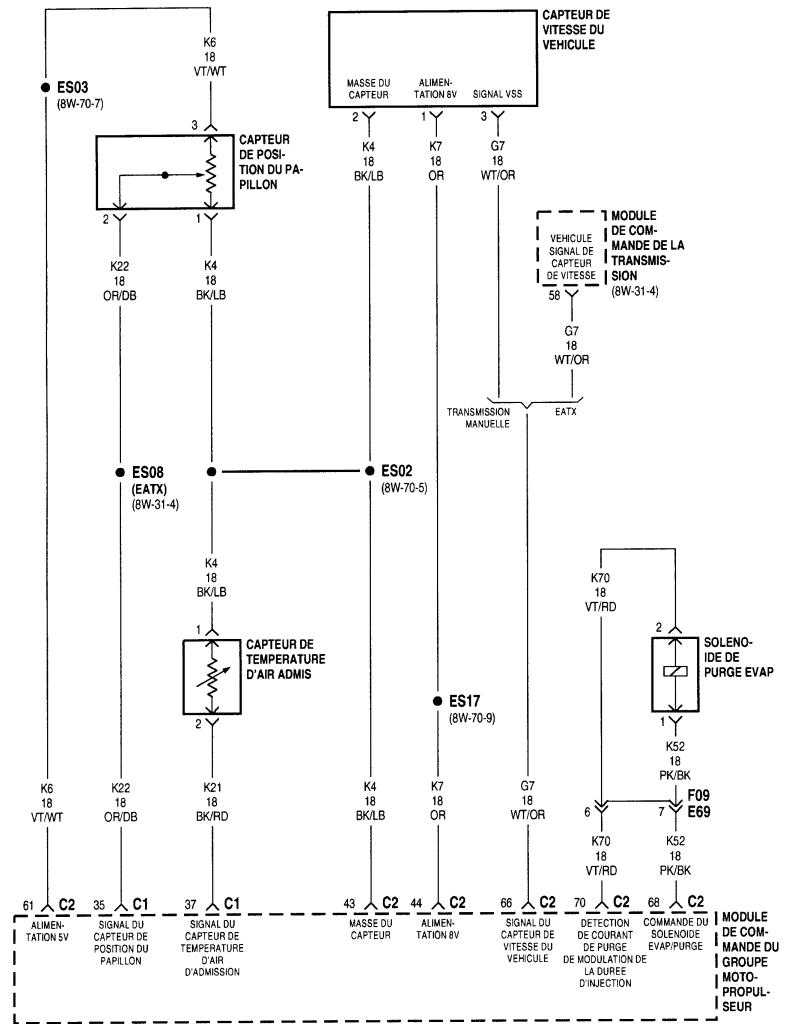 CAPTEUR DE
VITESSE DU
VEHICULE
MASSE DU
CAPTEUR
ALIMEN-
TATION 8V
SIGNAL VSS
2
1
3
K6
18
VT/WT
ES03
(8W-70-7)
3
CAPTEUR
DE POSI-
TION DU PA-
PILLON
2
1
K4
18
BK/LB
K7
18
OR
G7
18
WT/OR
K22
18
OR/DB
K4
18
BK/LB
VEHICULE
SIGNAL DE
CAPTEUR
DE VITESSE
MODULE
DE COM-
MANDE DE LA
TRANSMIS-
SION
(8W-31-4)
58
G7
18
WT/OR
TRANSMISSION
MANUELLE
EATX
ES08
(EATX)
(8W-31-4)
ES02
(8W-70-5)
K4
18
BK/LB
1
CAPTEUR DE
TEMPERATURE
D'AIR ADMIS
2
ES17
(8W-70-9)
K70
18
VT/RD
2
SOLENO-
IDE DE
PURGE EVAP
1
K52
18
PK/BK
F09
E69
6
7
K6
18
VT/WT
K22
18
OR/DB
K21
18
BK/RD
K4
18
BK/LB
K7
18
OR
G7
18
WT/OR
K70
18
VT/RD
K52
18
PK/BK
61 C2
35 C1
37 C1
43 C2
44 C2
66 C2
70 C2
68 C2
ALIMEN-
TATION 5V
SIGNAL DU
CAPTEUR DE
POSITION DU
PAPILLON
SIGNAL DU
CAPTEUR DE
TEMPERATURE
D'AIR
D'ADMISSION
MASSE DU
CAPTEUR
ALIMEN-
TATION 8V
SIGNAL DU
CAPTEUR DE
VITESSE DU
VEHICULE
DETECTION
DE COURANT
DE PURGE
DE MODULATION DE
LA DUREE
D'INJECTION
COMMANDE DU
SOLENOIDE
EVAP/PURGE
MODULE
DE COM-
MANDE DU
GROUPE
MOTO-
PROPUL-
SEUR